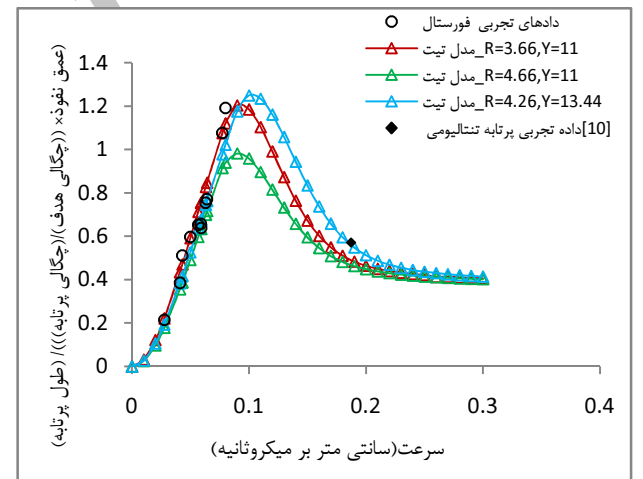 دادهای تجربی فورستال
مدل تیت_R=3.66,Y=11
مدل تیت_R=4.66,Y=11
مدل تیت_R=4.26,Y=13.44
داده تجربی پرتابه تنتالیومی [10]
(عمق نفوذ× ((چگالی هدف)/(چگالی پرتابه)))/ (طول پرتابه)
1.4
1.2
1
0.8
0.6
0.4
0.2
0
0
0.1
0.2
0.3
0.4
سرعت(سانتی متر بر میکروثانیه)